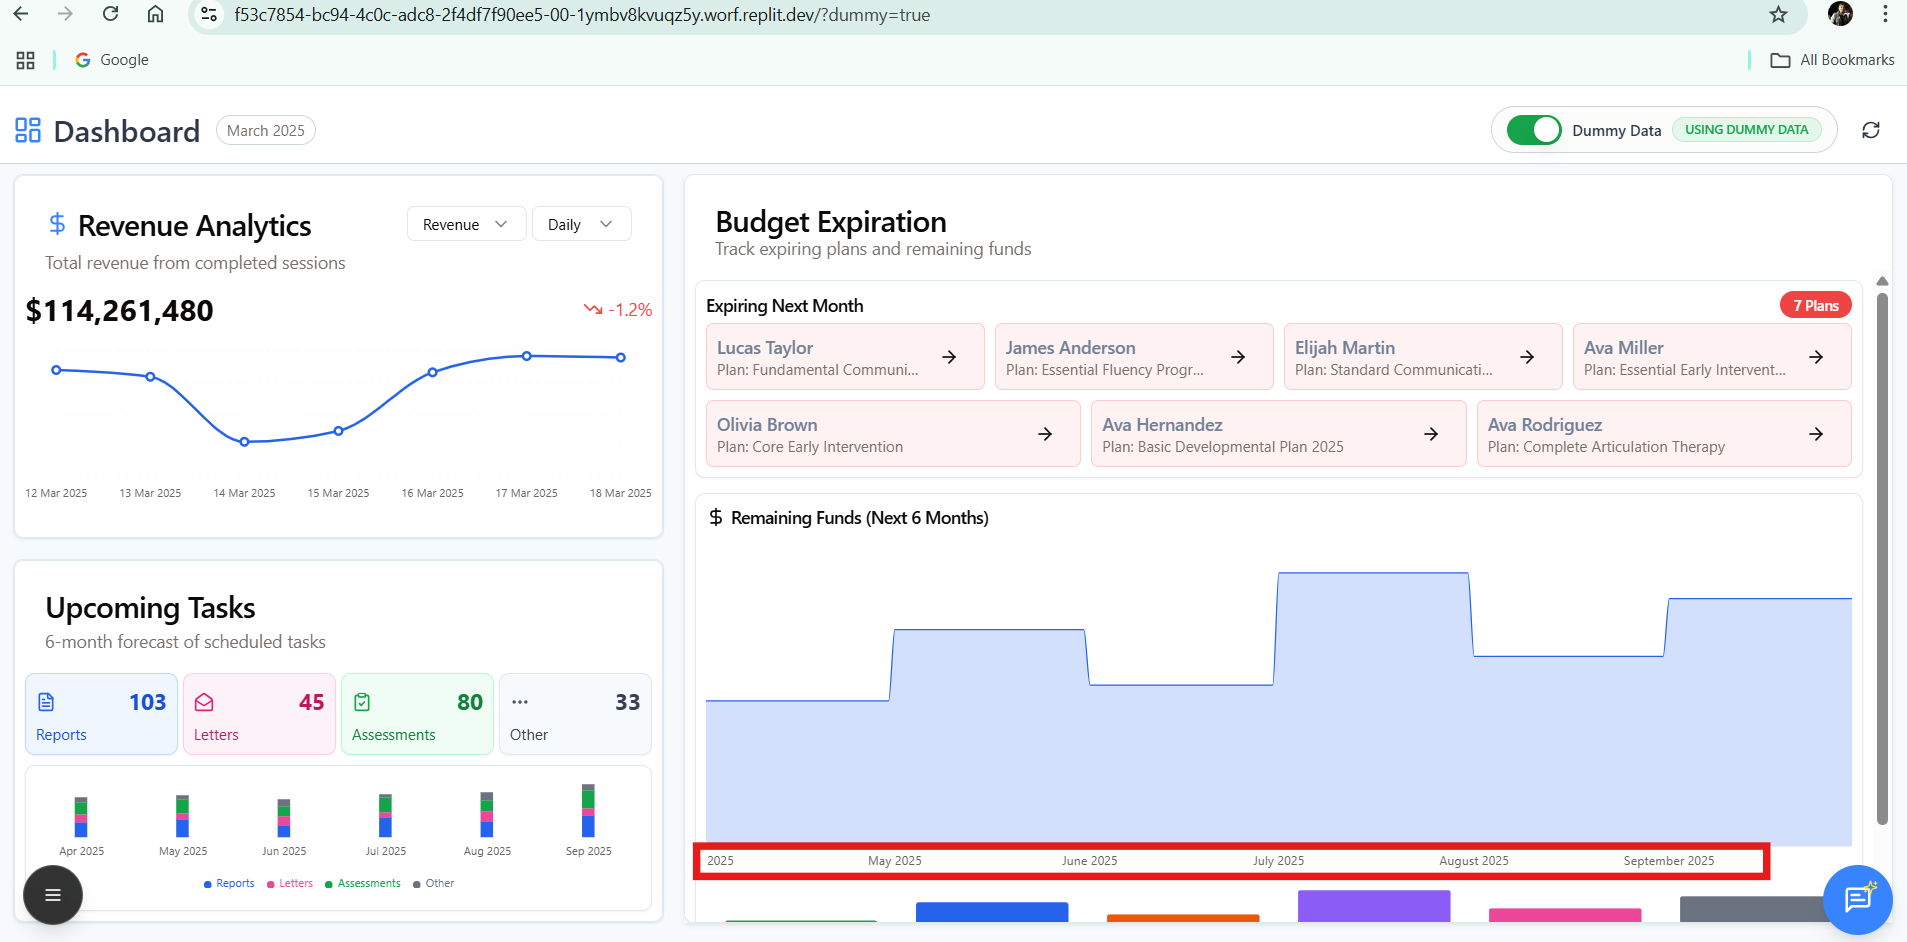 f53c7854-bc94-4c0c-adc8-2f4df7f90ee5-00-1ymbv8kvuqz5y.worf.replit.dev/?dummy=true
Google
All Bookmarks
Dashboard
March 2025
Dummy Data
USING DUMMY DATA
Revenue Analytics
Revenue
Daily
Total revenue from completed sessions
$114,261,480
-1.2%
12 Mar 2025
13 Mar 2025
14 Mar 2025
15 Mar 2025
16 Mar 2025
17 Mar 2025
18 Mar 2025
Upcoming Tasks
6-month forecast of scheduled tasks
103
Reports
45
Letters
80
Assessments
33
Other
Apr 2025
May 2025
Jun 2025
Jul 2025
Aug 2025
Sep 2025
Reports
Letters
Assessments
Other
Budget Expiration
Track expiring plans and remaining funds
Expiring Next Month
7 Plans
Lucas Taylor
Plan: Fundamental Communi...
James Anderson
Plan: Essential Fluency Progr...
Elijah Martin
Plan: Standard Communicati...
Ava Miller
Plan: Essential Early Intervent...
Olivia Brown
Plan: Core Early Intervention
Ava Hernandez
Plan: Basic Developmental Plan 2025
Ava Rodriguez
Plan: Complete Articulation Therapy
Remaining Funds (Next 6 Months)
2025
May 2025
June 2025
July 2025
August 2025
September 2025